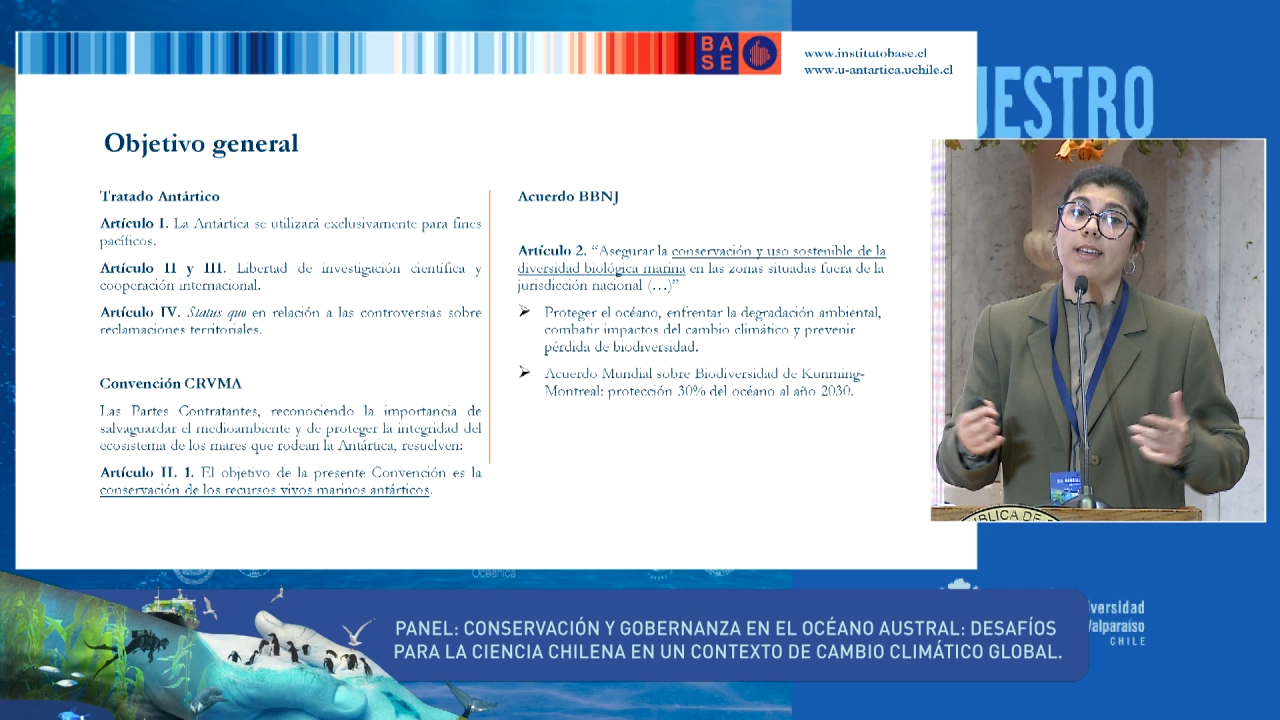 BA
SE
www.institutobase.cl
www.u-antartica.uchile.cl
UESTRO
Objetivo general
Tratado Antártico
Artículo I. La Antártica se utilizará exclusivamente para fines
pacíficos.
Artículo II y III. Libertad de investigación científica y
cooperación internacional.
Artículo IV. Status quo en relación a las controversias sobre
reclamaciones territoriales.
Convención CRVMA
Las Partes Contratantes, reconociendo la importancia de
salvaguardar el medioambiente y de proteger la integridad del
ecosistema de los mares que rodean la Antártica, resuelven:
Artículo II. 1. El objetivo de la presente Convención es la
conservación de los recursos vivos marinos antárticos.
Acuerdo BBNJ
Artículo 2. “Asegurar la conservación y uso sostenible de la
diversidad biológica marina en las zonas situadas fuera de la
jurisdicción nacional (…)”
➤ Proteger el océano, enfrentar la degradación ambiental,
combatir impactos del cambio climático y prevenir
pérdida de biodiversidad.
➤ Acuerdo Mundial sobre Biodiversidad de Kunming-
Montreal: protección 30% del océano al año 2030.
BLICA DE
Oceánica
PANEL: CONSERVACIÓN Y GOBERNANZA EN EL OCÉANO AUSTRAL: DESAFÍOS
PARA LA CIENCIA CHILENA EN UN CONTEXTO DE CAMBIO CLIMÁTICO GLOBAL.
iversidad
Valparaíso
CHILE